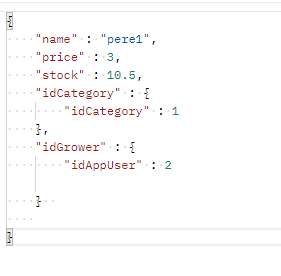 {
"name" : "pere1",
"price" : 3,
"stock" : 10.5,
"idCategory" : {
"idCategory" : 1
},
"idGrower" : {
"idAppUser" : 2
}
}